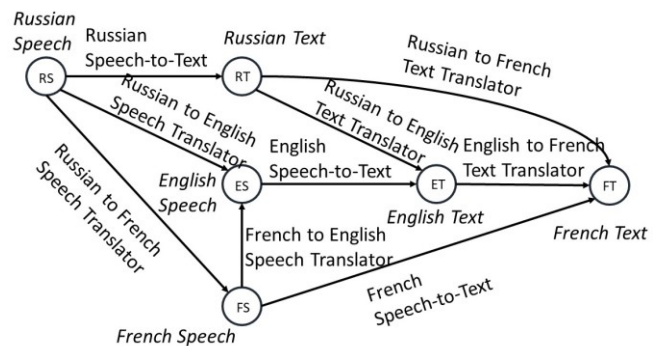 Russian
Speech
Russian
Speech-to-Text
Russian Text
RS
RT
Russian to French
Text Translator
Russian to English
Speech Translator
Russian to English
Text Translator
Russian to French
Speech Translator
English
Speech-to-Text
English to French
Text Translator
English
Speech
ES
ET
FT
English Text
French Text
French to English
Speech Translator
French
Speech-to-Text
FS
French Speech